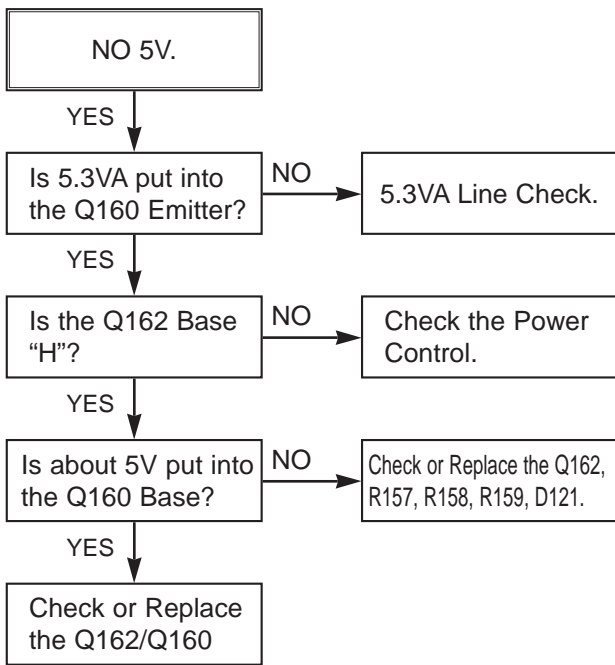 NO 5V.
YES
Is 5.3VA put into
the Q160 Emitter?
NO
5.3VA Line Check.
YES
Is the Q162 Base
“H”?
NO
Check the Power
Control.
YES
Is about 5V put into
the Q160 Base?
NO
Check or Replace the Q162,
R157, R158, R159, D121.
YES
Check or Replace
the Q162/Q160